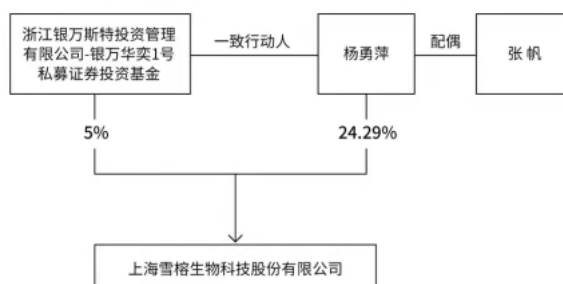 浙江银万斯特投资管理
有限公司-银万华奕1号
私募证券投资基金
一致行动人
杨勇萍
配偶
张 帆
5%
24.29%
上海雪榕生物科技股份有限公司